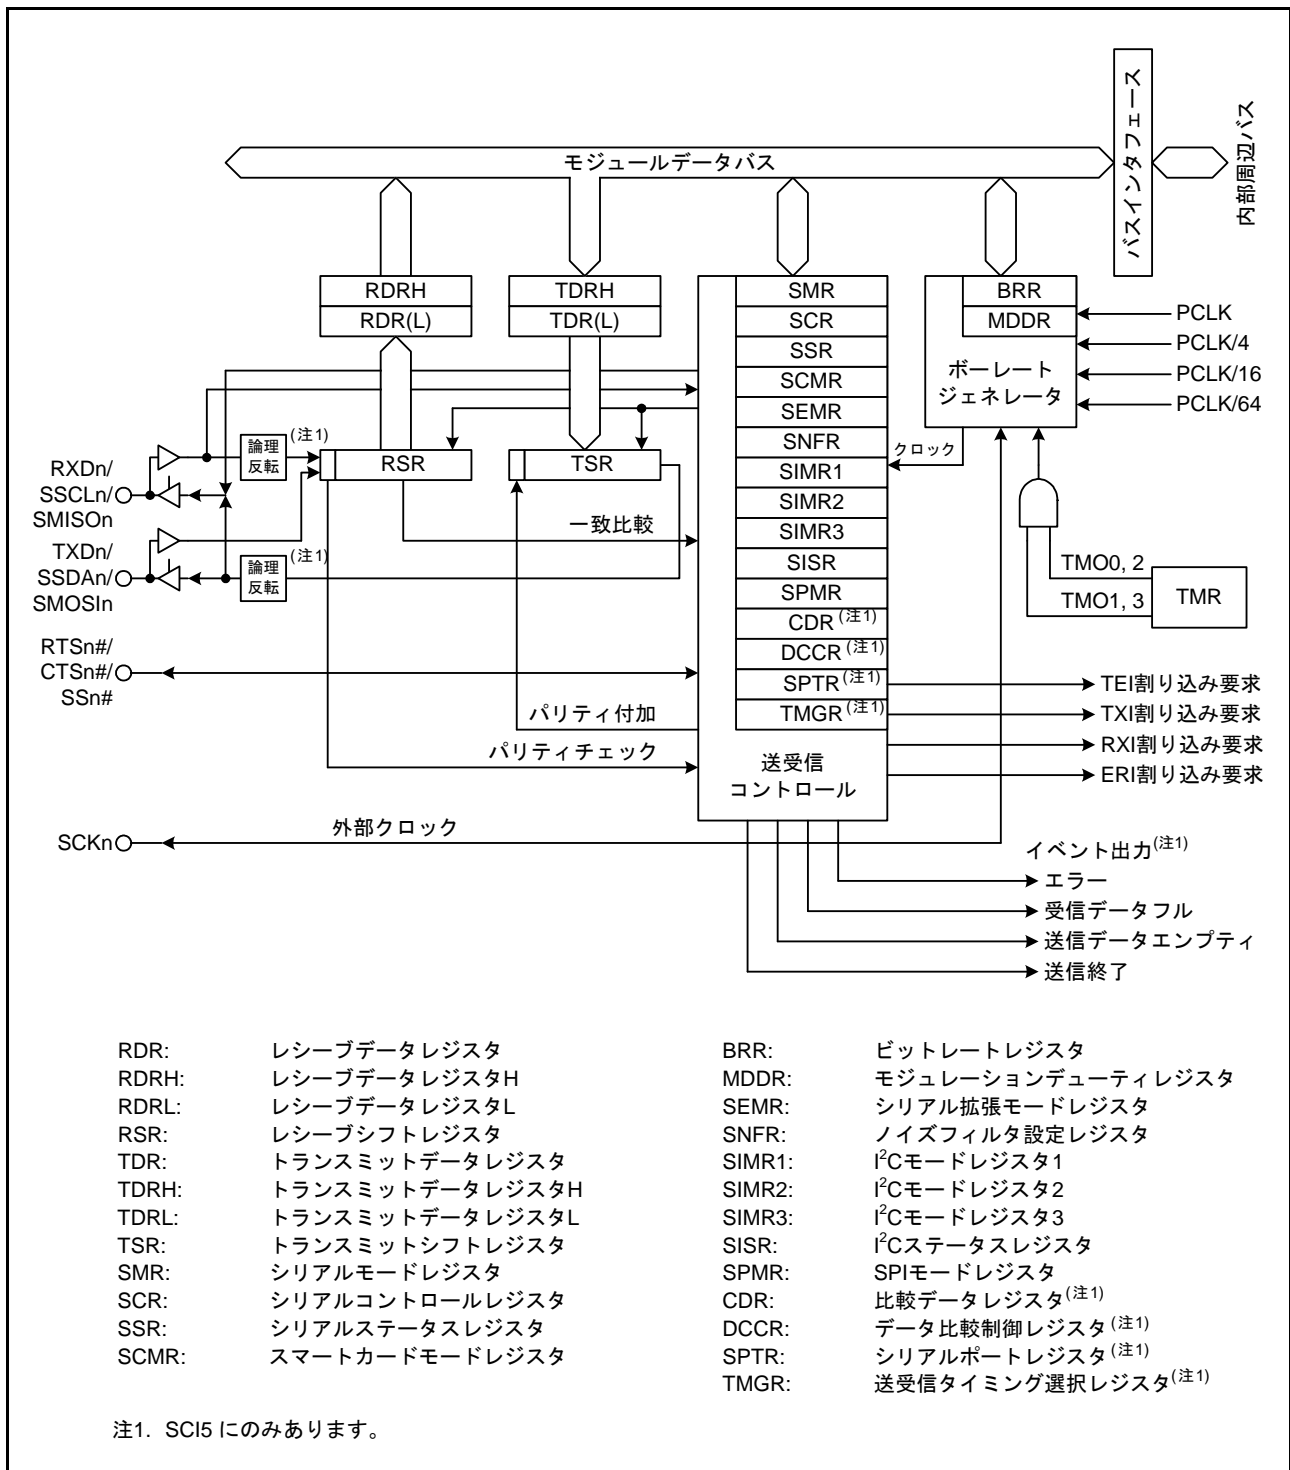 モジュールデータバス
バスインタフェース
内部周辺バス
RDRH
RDR(L)
TDRH
TDR(L)
SMR
SCR
SSR
SCMR
SEMR
SNFR
SIMR1
SIMR2
SIMR3
SISR
SPMR
CDR (注1)
DCCR (注1)
SPTR (注1)
TMGR (注1)
送受信
コントロール
BRR
MDDR
ボーレート
ジェネレータ
PCLK
PCLK/4
PCLK/16
PCLK/64
クロック
RXDn/
SSCLn/
SMISOn
論理
反転
(注1)
RSR
TSR
一致比較
TXDn/
SSDAn/
SMOSIn
論理
反転
(注1)
TMO0, 2
TMO1, 3
TMR
RTSn#/
CTSn#/
SSn#
パリティ付加
パリティチェック
TEI割り込み要求
TXI割り込み要求
RXI割り込み要求
ERI割り込み要求
SCKn
外部クロック
イベント出力(注1)
エラー
受信データフル
送信データエンプティ
送信終了
RDR: レシーブデータレジスタ
RDRH: レシーブデータレジスタH
RDRL: レシーブデータレジスタL
RSR: レシーブシフトレジスタ
TDR: トランスミットデータレジスタ
TDRH: トランスミットデータレジスタH
TDRL: トランスミットデータレジスタL
TSR: トランスミットシフトレジスタ
SMR: シリアルモードレジスタ
SCR: シリアルコントロールレジスタ
SSR: シリアルステータスレジスタ
SCMR: スマートカードモードレジスタ
BRR: ビットレートレジスタ
MDDR: モジュレーションデューティレジスタ
SEMR: シリアル拡張モードレジスタ
SNFR: ノイズフィルタ設定レジスタ
SIMR1: I²Cモードレジスタ1
SIMR2: I²Cモードレジスタ2
SIMR3: I²Cモードレジスタ3
SISR: I²Cステータスレジスタ
SPMR: SPIモードレジスタ
CDR: 比較データレジスタ(注1)
DCCR: データ比較制御レジスタ(注1)
SPTR: シリアルポートレジスタ(注1)
TMGR: 送受信タイミング選択レジスタ(注1)
注1. SCI5 にのみあります。